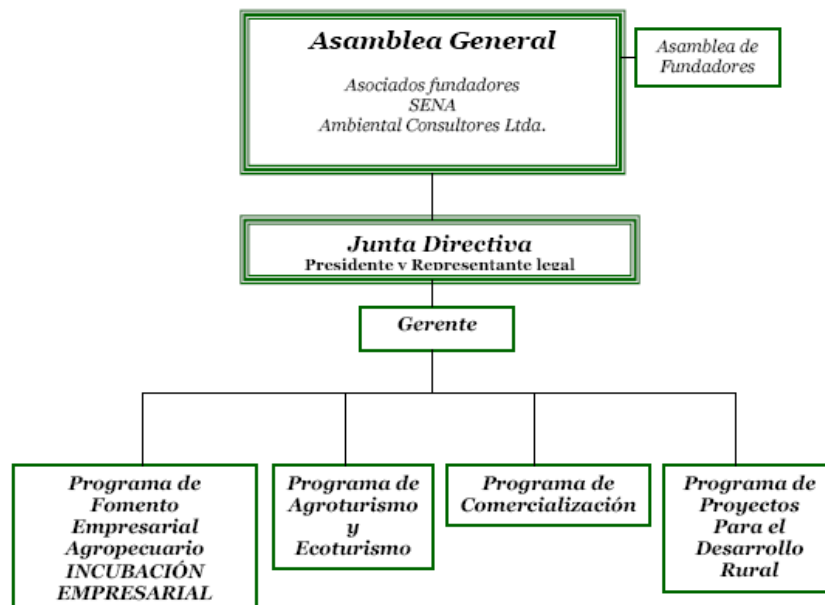 Asamblea General
Asociados fundadores
SENA
Ambiental Consultores Ltda.
Asamblea de
Fundadores
Junta Directiva
Presidente y Representante legal
Gerente
Programa de
Fomento
Empresarial
Agropecuario
INCUBACIÓN
EMPRESARIAL
Programa de
Agroturismo
y
Ecoturismo
Programa de
Comercialización
Programa de
Proyectos
Para el
Desarrollo
Rural